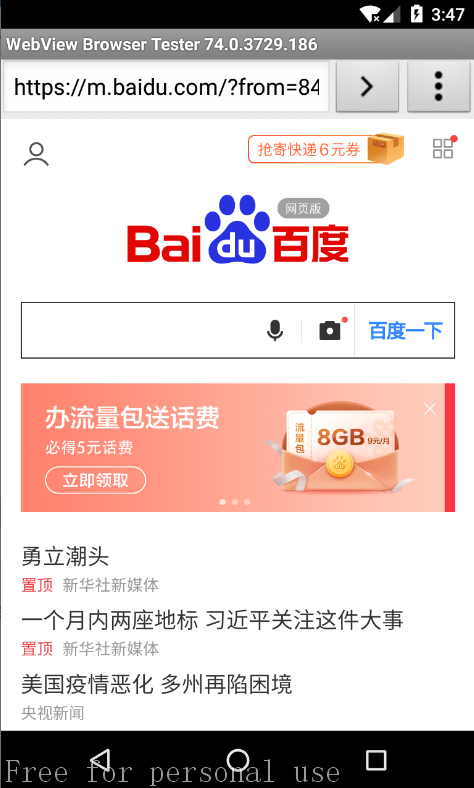 3:47
WebView Browser Tester 74.0.3729.186
https://m.baidu.com/?from=84
抢寄快递6元券
网页版
Bai du 百度
百度一下
办流量包送话费
必得5元话费
立即领取
流量包
8GB 9元/月
勇立潮头
置顶 新华社新媒体
一个月内两座地标 习近平关注这件大事
置顶 新华社新媒体
美国疫情恶化 多州再陷困境
央视新闻
Free for personal use